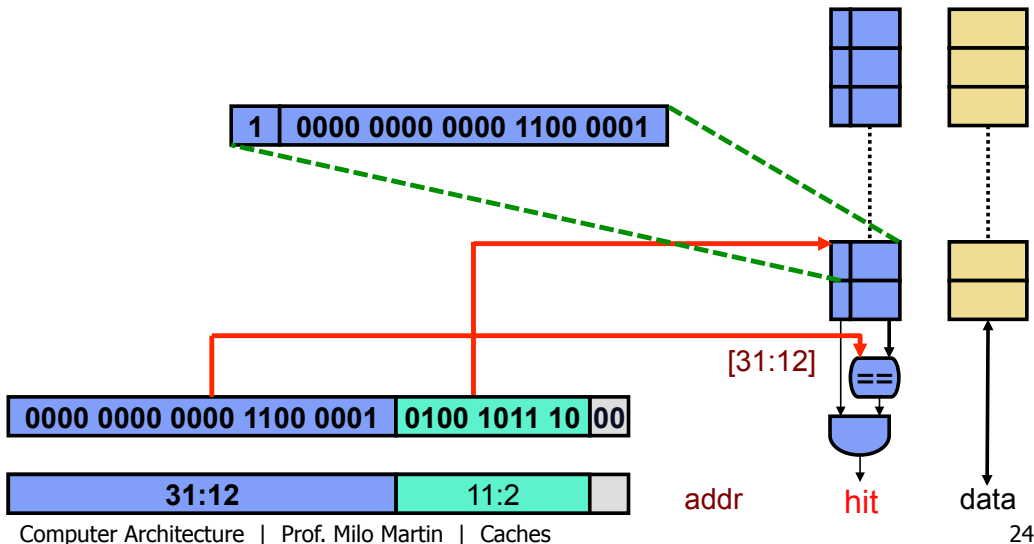 1 0000 0000 0000 1100 0001
[31:12]
==
0000 0000 0000 1100 0001 0100 1011 10 00
31:12 11:2 addr hit data
Computer Architecture | Prof. Milo Martin | Caches 24